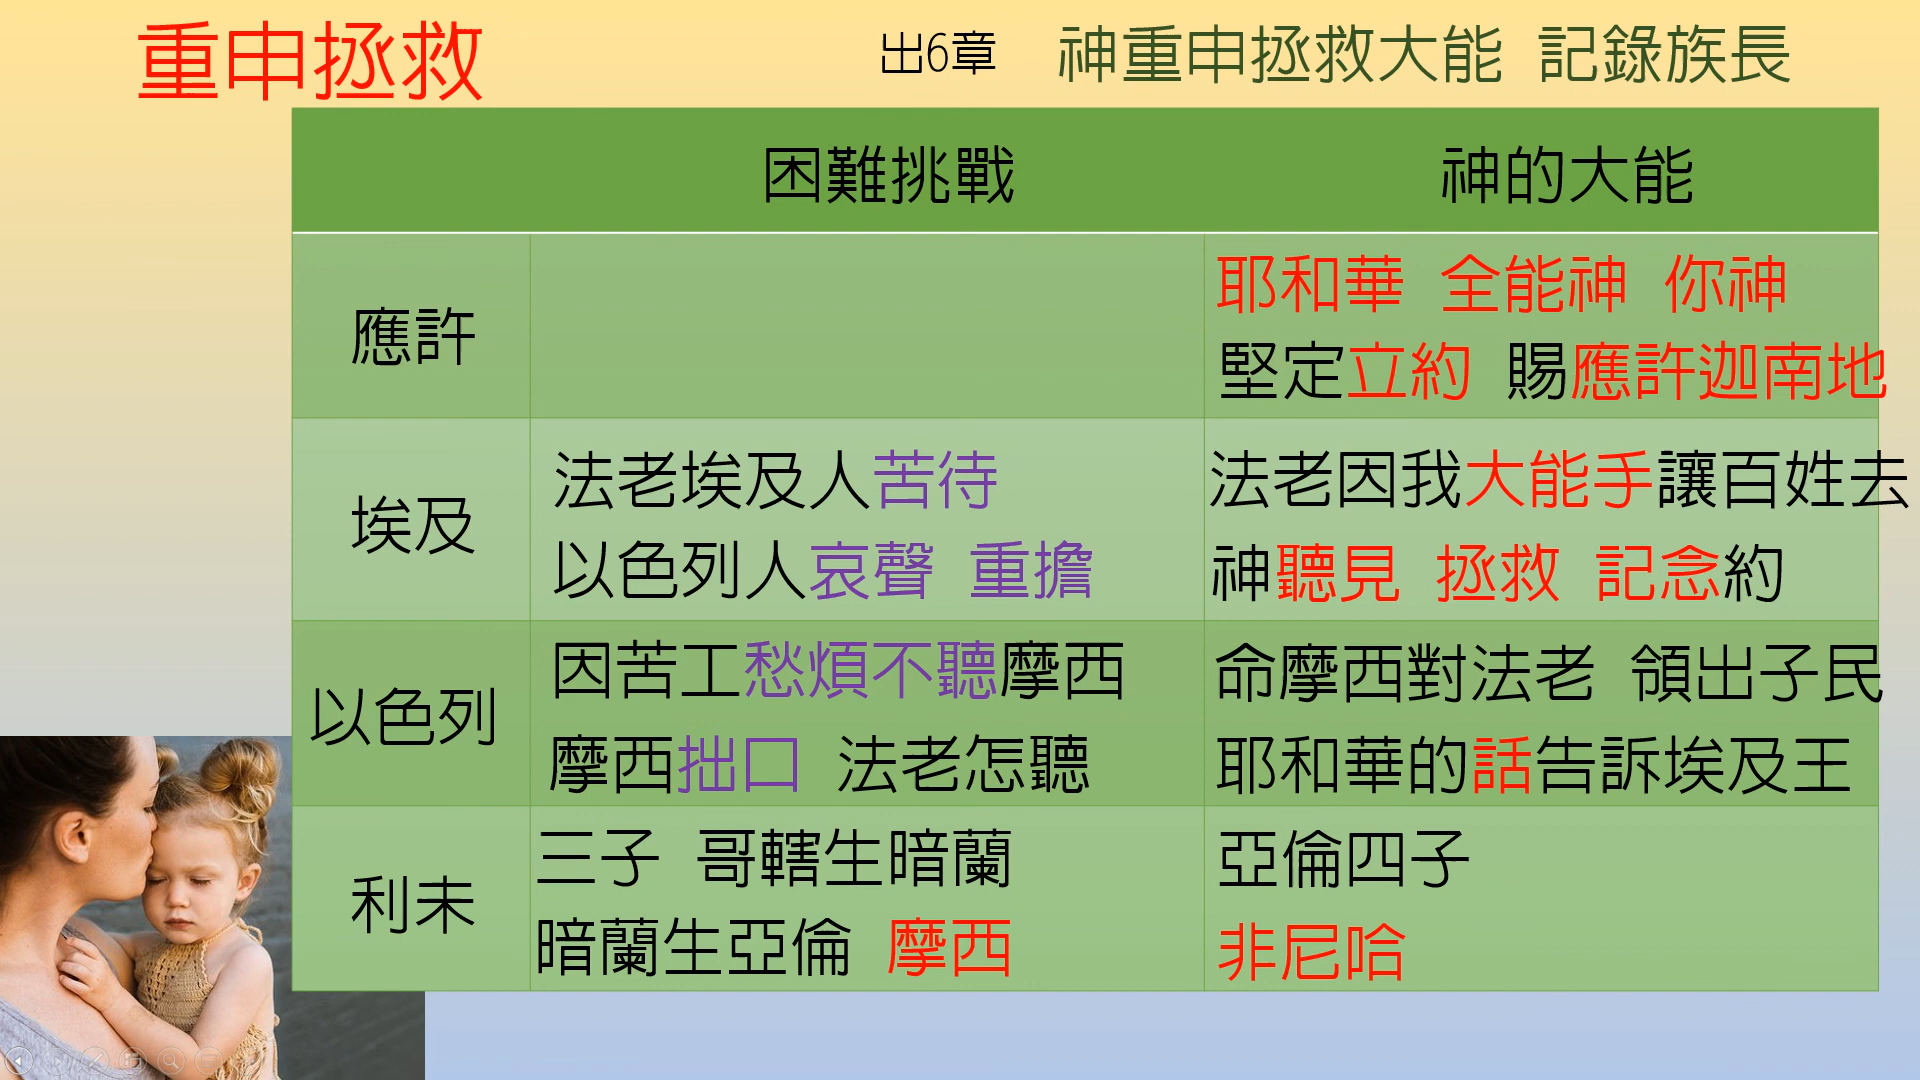 重申拯救
出6章 神重申拯救大能 記錄族長
困難挑戰 神的大能
應許
耶和華 全能神 你神
堅定立約 賜應許迦南地
埃及
法老埃及人苦待
以色列人哀聲 重擔
法老因我大能手讓百姓去
神聽見 拯救 記念約
以色列
因苦工愁煩不聽摩西
摩西拙口 法老怎聽
命摩西對法老 領出子民
耶和華的話告訴埃及王
利未
三子 哥轄生暗蘭
暗蘭生亞倫 摩西
亞倫四子
非尼哈